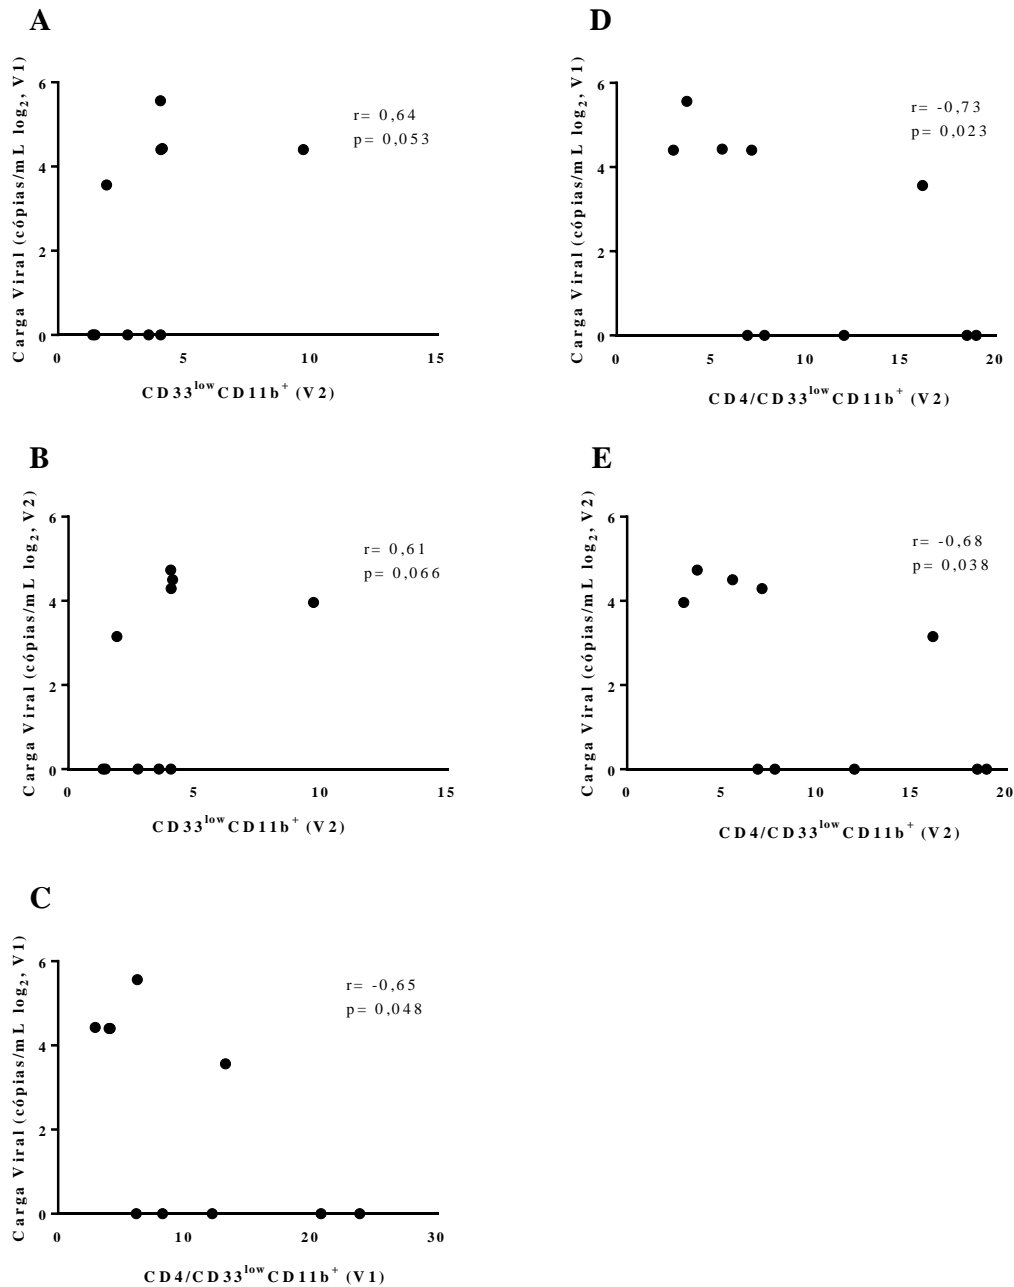 A
Carga Viral (cópias/mL log₂, V1)
6
4
2
0
r= 0,64
p= 0,053
0 5 10 15
CD33ˡᵒʷCD11b⁺ (V2)
D
Carga Viral (cópias/mL log₂, V1)
6
4
2
0
r= -0,73
p= 0,023
0 5 10 15 20
CD4/CD33ˡᵒʷCD11b⁺ (V2)
B
Carga Viral (cópias/mL log₂, V2)
6
4
2
0
r= 0,61
p= 0,066
0 5 10 15
CD33ˡᵒʷCD11b⁺ (V2)
E
Carga Viral (cópias/mL log₂, V2)
6
4
2
0
r= -0,68
p= 0,038
0 5 10 15 20
CD4/CD33ˡᵒʷCD11b⁺ (V2)
C
Carga Viral (cópias/mL log₂, V1)
6
4
2
0
r= -0,65
p= 0,048
0 10 20 30
CD4/CD33ˡᵒʷCD11b⁺ (V1)